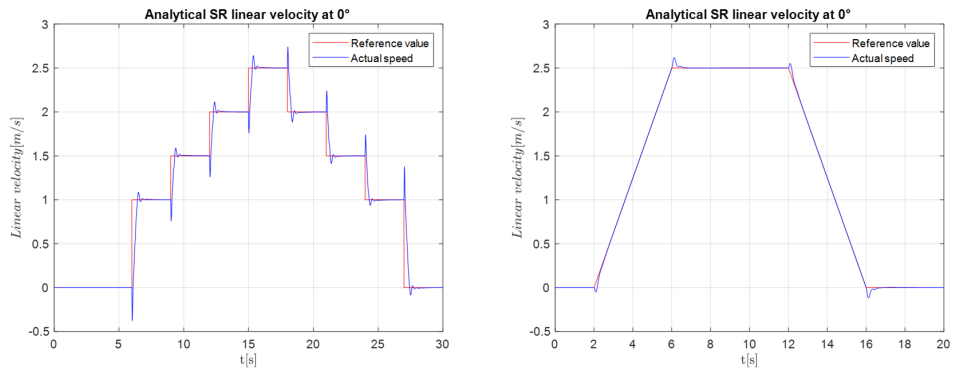 Analytical SR linear velocity at 0°
Reference value
Actual speed
Linear velocity[m/s]
3
2.5
2
1.5
1
0.5
0
-0.5
0 5 10 15 20 25 30
t[s]
Analytical SR linear velocity at 0°
Reference value
Actual speed
Linear velocity[m/s]
3
2.5
2
1.5
1
0.5
0
-0.5
0 2 4 6 8 10 12 14 16 18 20
t[s]